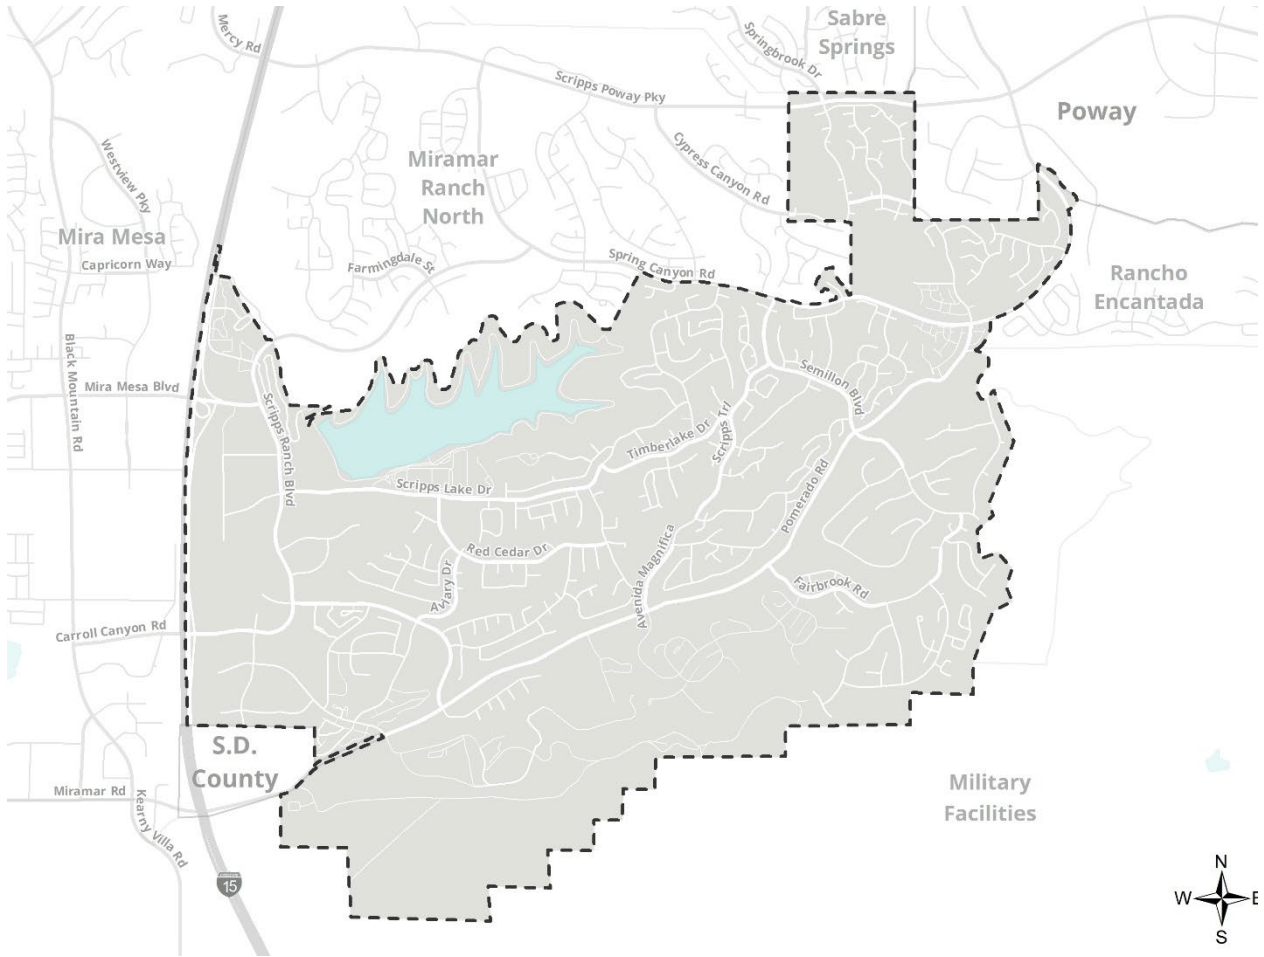 Sabre
Springs
Mercy Rd
Springbrook Dr
Scripps Poway Pky
Poway
Westview Pky
Miramar
Ranch
North
Cypress Canyon Rd
Mira Mesa
Capricorn Way
Farmingdale St
Spring Canyon Rd
Rancho
Encantada
Black Mountain Rd
Mira Mesa Blvd
Scripps Ranch Blvd
Semillon Blvd
Timberlake Dr
Scripps Trl
Scripps Lake Dr
Pomerado Rd
Red Cedar Dr
Avenida Magnifica
Aviary Dr
Fairbrook Rd
Carroll Canyon Rd
S.D.
County
Miramar Rd
Kearny Villa Rd
Military
Facilities
15
N
W E
S